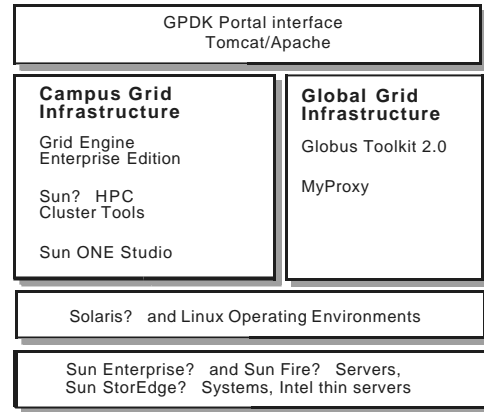 GPDK Portal interface
Tomcat/Apache
Campus Grid
Infrastructure
Grid Engine
Enterprise Edition
Sun? HPC
Cluster Tools
Sun ONE Studio
Global Grid
Infrastructure
Globus Toolkit 2.0
MyProxy
Solaris? and Linux Operating Environments
Sun Enterprise? and Sun Fire? Servers,
Sun StorEdge? Systems, Intel thin servers